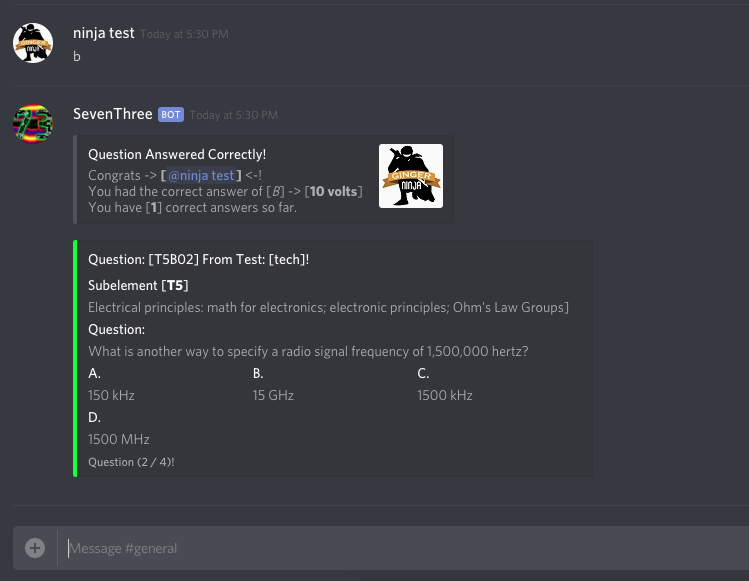 ninja test Today at 5:30 PM
b
SevenThree BOT Today at 5:30 PM
Question Answered Correctly!
Congrats -> [ @ninja test ] <-!
You had the correct answer of [B] -> [10 volts]
You have [1] correct answers so far.
GINGER
NINJA
Question: [T5B02] From Test: [tech]!
Subelement [T5]
Electrical principles: math for electronics; electronic principles; Ohm's Law Groups]
Question:
What is another way to specify a radio signal frequency of 1,500,000 hertz?
A. B. C.
150 kHz 15 GHz 1500 kHz
D.
1500 MHz
Question (2 / 4)!
Message #general